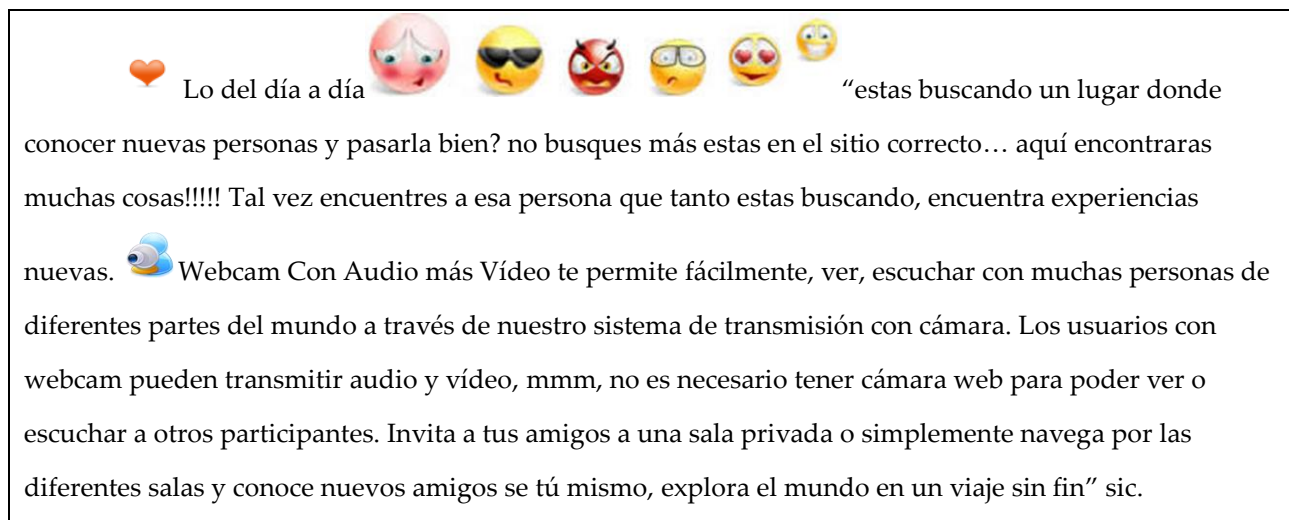 Lo del día a día “estas buscando un lugar donde
conocer nuevas personas y pasarla bien? no busques más estas en el sitio correcto… aquí encontraras
muchas cosas!!!!! Tal vez encuentres a esa persona que tanto estas buscando, encuentra experiencias
nuevas. Webcam Con Audio más Vídeo te permite fácilmente, ver, escuchar con muchas personas de
diferentes partes del mundo a través de nuestro sistema de transmisión con cámara. Los usuarios con
webcam pueden transmitir audio y vídeo, mmm, no es necesario tener cámara web para poder ver o
escuchar a otros participantes. Invita a tus amigos a una sala privada o simplemente navega por las
diferentes salas y conoce nuevos amigos se tú mismo, explora el mundo en un viaje sin fin” sic.